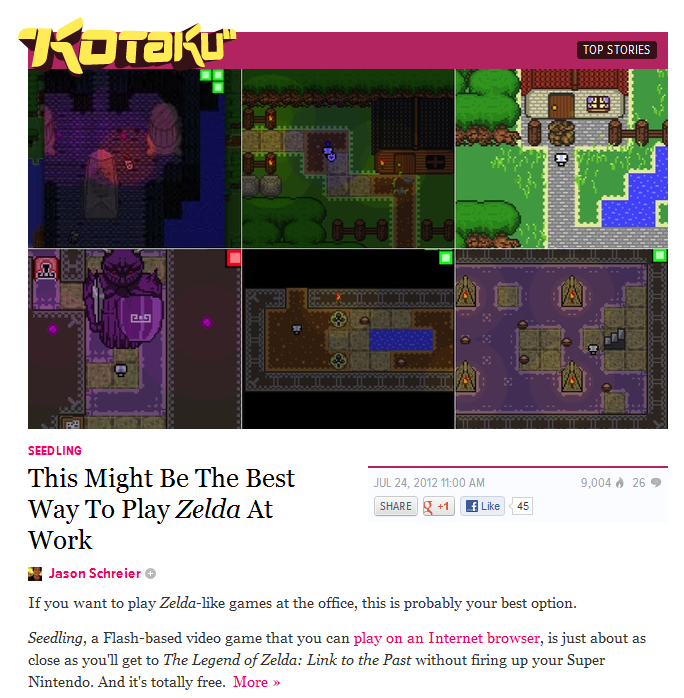 KOTAKU
TOP STORIES
SEEDLING
This Might Be The Best
Way To Play Zelda At
Work
JUL 24, 2012 11:00 AM 9,004 26
SHARE g +1 f Like 45
Jason Schreier
If you want to play Zelda-like games at the office, this is probably your best option.
Seedling, a Flash-based video game that you can play on an Internet browser, is just about as
close as you'll get to The Legend of Zelda: Link to the Past without firing up your Super
Nintendo. And it's totally free. More »